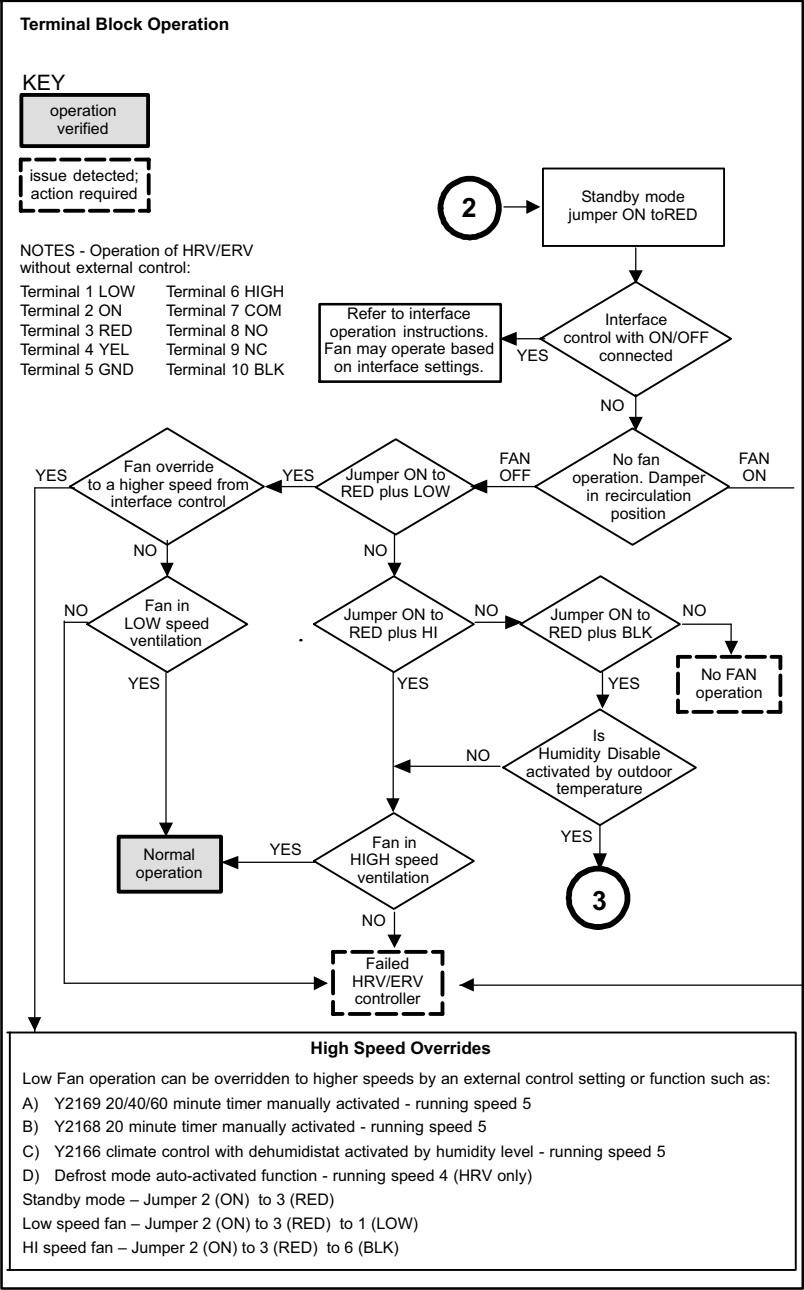 Terminal Block Operation
KEY
operation
verified
issue detected;
action required
2
Standby mode
jumper ON toRED
NOTES - Operation of HRV/ERV
without external control:
Terminal 1 LOW
Terminal 2 ON
Terminal 3 RED
Terminal 4 YEL
Terminal 5 GND
Terminal 6 HIGH
Terminal 7 COM
Terminal 8 NO
Terminal 9 NC
Terminal 10 BLK
Refer to interface
operation instructions.
Fan may operate based
on interface settings.
YES
Interface
control with ON/OFF
connected
NO
YES
Fan override
to a higher speed from
interface control
YES
Jumper ON to
RED plus LOW
FAN
OFF
No fan
operation. Damper
in recirculation
position
FAN
ON
NO
NO
NO
Fan in
LOW speed
ventilation
Jumper ON to
RED plus HI
NO
Jumper ON to
RED plus BLK
NO
YES
YES
YES
No FAN
operation
NO
Is
Humidity Disable
activated by outdoor
temperature
YES
Normal
operation
YES
Fan in
HIGH speed
ventilation
3
NO
Failed
HRV/ERV
controller
High Speed Overrides
Low Fan operation can be overridden to higher speeds by an external control setting or function such as:
A) Y2169 20/40/60 minute timer manually activated - running speed 5
B) Y2168 20 minute timer manually activated - running speed 5
C) Y2166 climate control with dehumidistat activated by humidity level - running speed 5
D) Defrost mode auto-activated function - running speed 4 (HRV only)
Standby mode – Jumper 2 (ON) to 3 (RED)
Low speed fan – Jumper 2 (ON) to 3 (RED) to 1 (LOW)
HI speed fan – Jumper 2 (ON) to 3 (RED) to 6 (BLK)